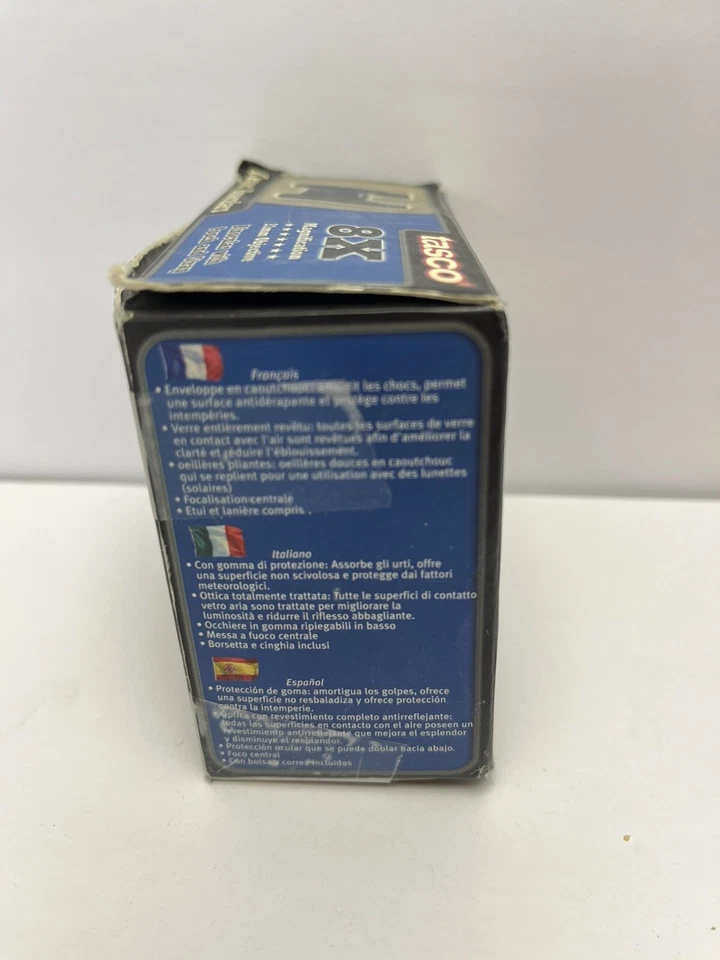 tasco
8X
Magnification
Français
• Enveloppe en caoutchouc: amortit les chocs, permet
une surface antidérapante et protège contre les
intempéries.
• Verre entièrement revêtu: toutes les surfaces de verre
en contact avec l'air sont revêtues afin d'améliorer la
clarté et réduire l'éblouissement.
• oeillères pliantes: oeillères douces en caoutchouc
qui se replient pour une utilisation avec des lunettes
(solaires)
• Focalisation centrale
• Etui et lanière compris.
Italiano
• Con gomma di protezione: Assorbe gli urti, offre
una superficie non scivolosa e protegge dai fattori
meteorologici.
• Ottica totalmente trattata: Tutte le superfici di contatto
vetro aria sono trattate per migliorare la
luminosità e ridurre il riflesso abbagliante.
• Occhiere in gomma ripiegabili in basso
• Messa a fuoco centrale
• Borsetta e cinghia inclusi
Español
• Protección de goma: amortigua los golpes, ofrece
una superficie no resbaladiza y ofrece protección
contra la intemperie.
• Optica con revestimiento completo antirreflejante:
todas las superficies en contacto con el aire poseen un
revestimiento antirreflejante que mejora el esplendor
y disminuye el resplandor.
• Protección ocular que se puede doblar hacia abajo.
• Foco central
• Con bolsa y correa incluidas